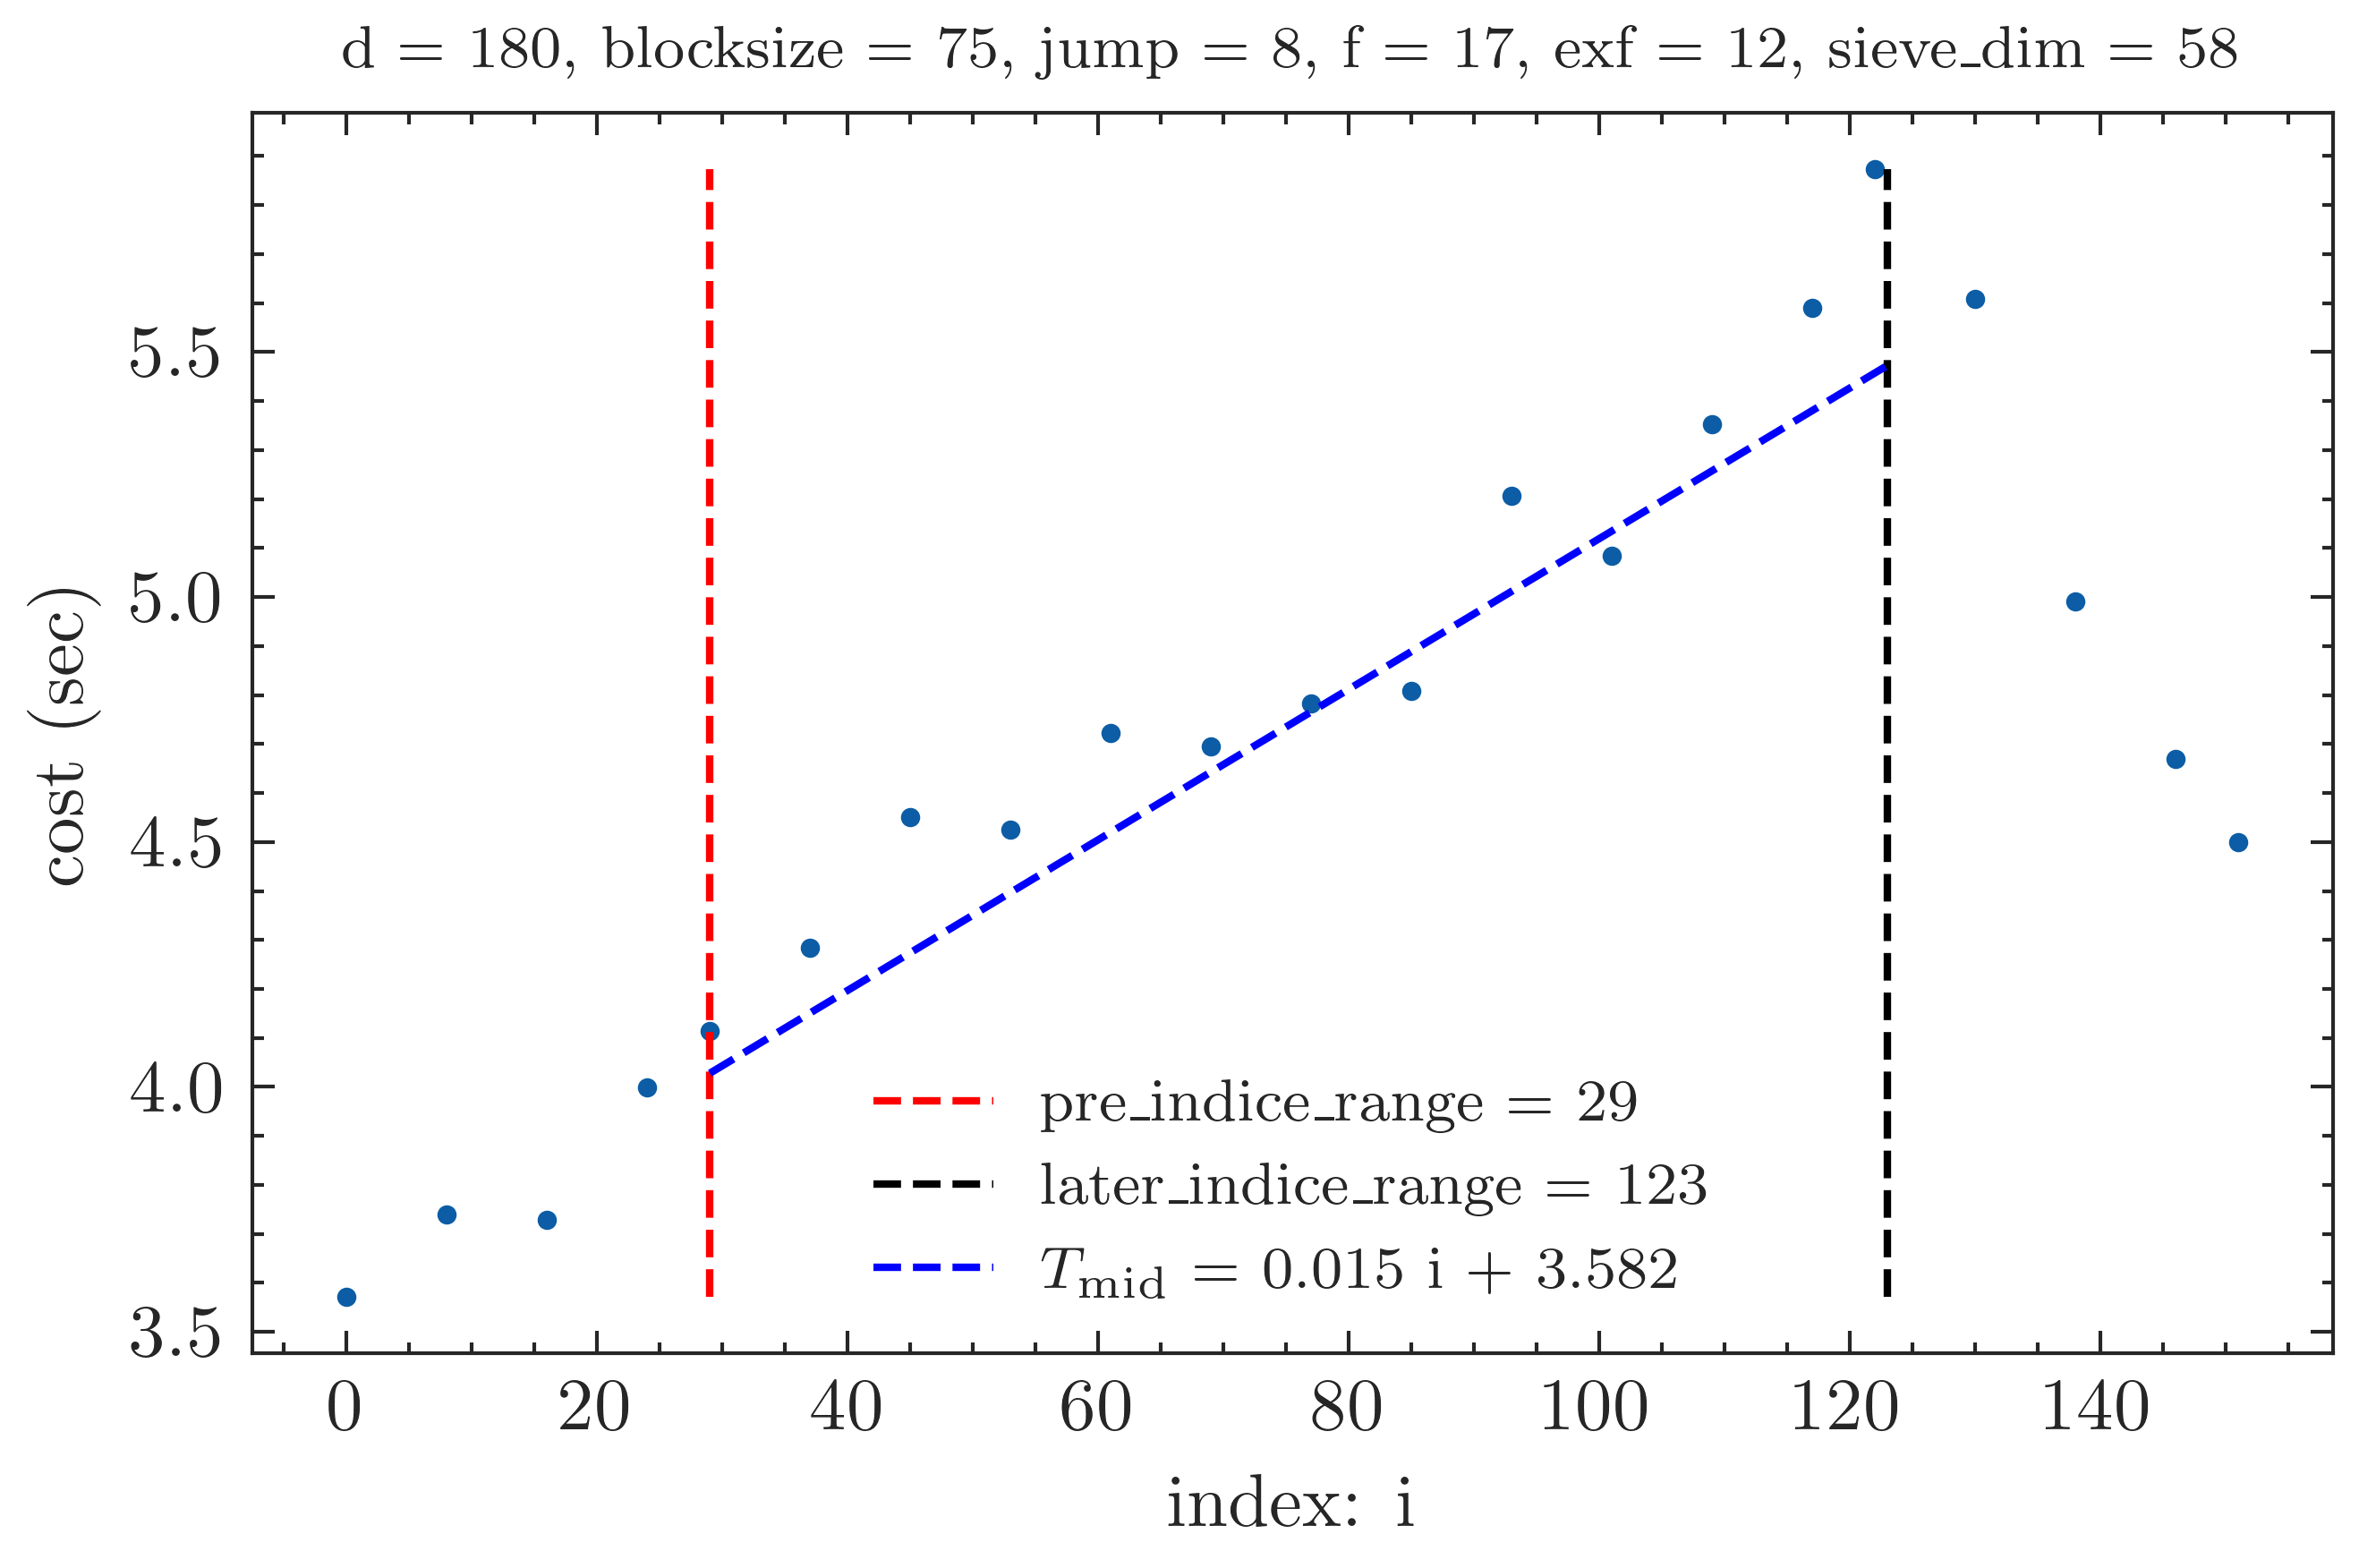 d = 180, blocksize = 75, jump = 8, f = 17, exf = 12, sieve_dim = 58
cost (sec)
5.5
5.0
4.5
4.0
3.5
pre_indice_range = 29
later_indice_range = 123
T_mid = 0.015 i + 3.582
0 20 40 60 80 100 120 140
index: i